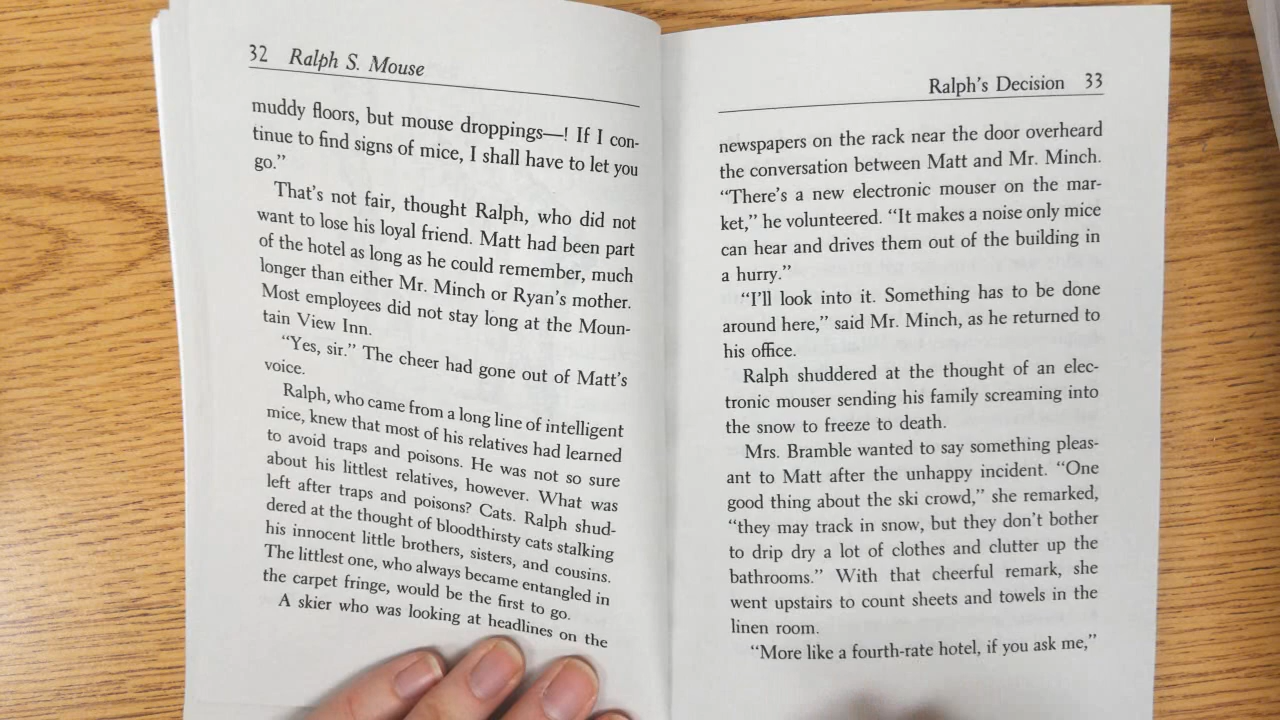 32 Ralph S. Mouse
muddy floors, but mouse droppings—! If I con-
tinue to find signs of mice, I shall have to let you
go.”
That’s not fair, thought Ralph, who did not
want to lose his loyal friend. Matt had been part
of the hotel as long as he could remember, much
longer than either Mr. Minch or Ryan’s mother.
Most employees did not stay long at the Moun-
tain View Inn.
“Yes, sir.” The cheer had gone out of Matt’s
voice.
Ralph, who came from a long line of intelligent
mice, knew that most of his relatives had learned
to avoid traps and poisons. He was not so sure
about his littlest relatives, however. What was
left after traps and poisons? Cats. Ralph shud-
dered at the thought of bloodthirsty cats stalking
his innocent little brothers, sisters, and cousins.
The littlest one, who always became entangled in
the carpet fringe, would be the first to go.
A skier who was looking at headlines on the
Ralph’s Decision 33
newspapers on the rack near the door overheard
the conversation between Matt and Mr. Minch.
“There’s a new electronic mouser on the mar-
ket,” he volunteered. “It makes a noise only mice
can hear and drives them out of the building in
a hurry.”
“I’ll look into it. Something has to be done
around here,” said Mr. Minch, as he returned to
his office.
Ralph shuddered at the thought of an elec-
tronic mouser sending his family screaming into
the snow to freeze to death.
Mrs. Bramble wanted to say something pleas-
ant to Matt after the unhappy incident. “One
good thing about the ski crowd,” she remarked,
“they may track in snow, but they don’t bother
to drip dry a lot of clothes and clutter up the
bathrooms.” With that cheerful remark, she
went upstairs to count sheets and towels in the
linen room.
“More like a fourth-rate hotel, if you ask me,”